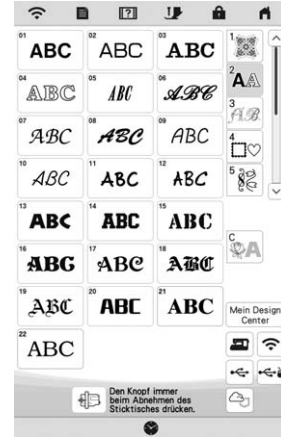 01 ABC
02 ABC
03 ABC
1
04 ABC
05 ABC
06 ABC
2 AA
07 ABC
08 ABC
09 ABC
3 AB
10 ABC
11 ABC
12 ABC
4
13 ABC
14 ABC
15 ABC
5
16 ABC
17 ABC
18 ABC
C A
19 ABC
20 ABC
21 ABC
22 ABC
Mein Design
Center
Den Knopf immer
beim Abnehmen des
Sticktisches drücken.